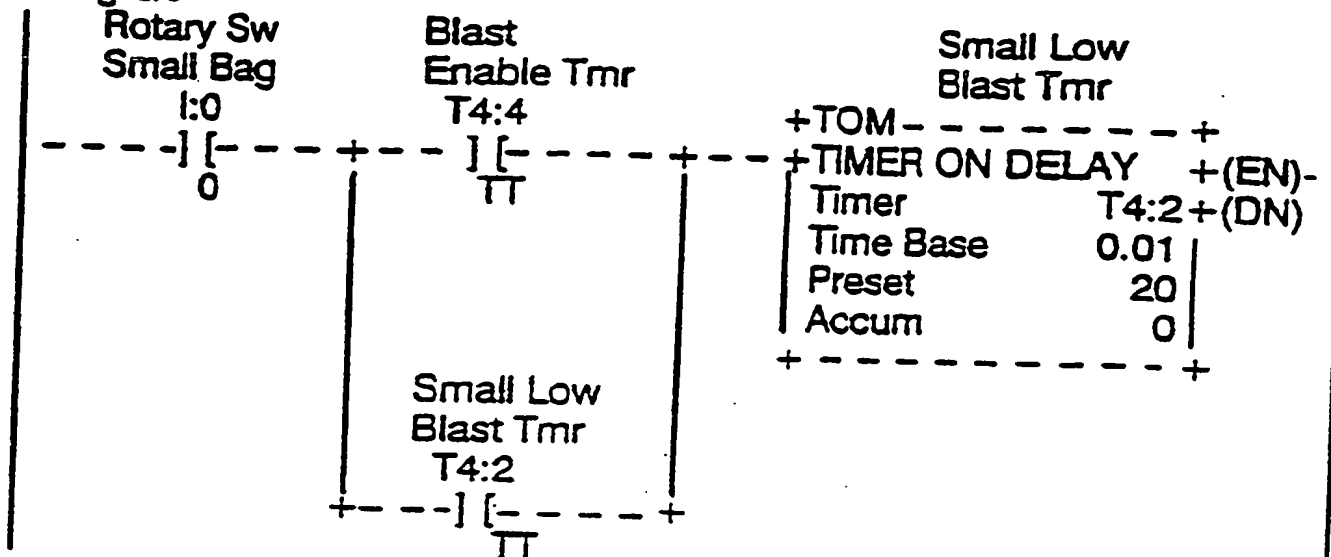 Rotary Sw
Small Bag
I:0
] [
0
Blast
Enable Tmr
T4:4
] [
TT
Small Low
Blast Tmr
+TOM- - - - - - - - +
+TIMER ON DELAY +(EN)-
Timer T4:2+(DN)
Time Base 0.01
Preset 20
Accum 0
Small Low
Blast Tmr
T4:2
] [
TT